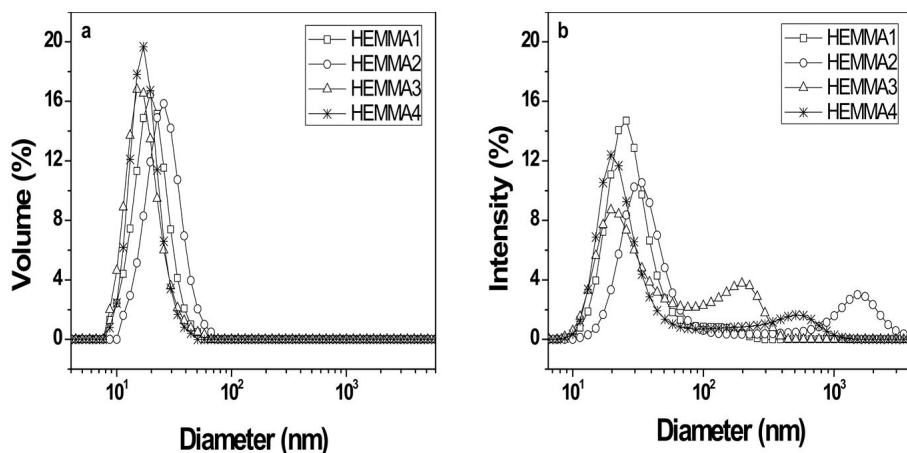 a
HEMMA1
HEMMA2
HEMMA3
HEMMA4
20
16
12
8
4
0
Volume (%)
10¹
10²
10³
Diameter (nm)
b
HEMMA1
HEMMA2
HEMMA3
HEMMA4
20
16
12
8
4
0
Intensity (%)
10¹
10²
10³
Diameter (nm)